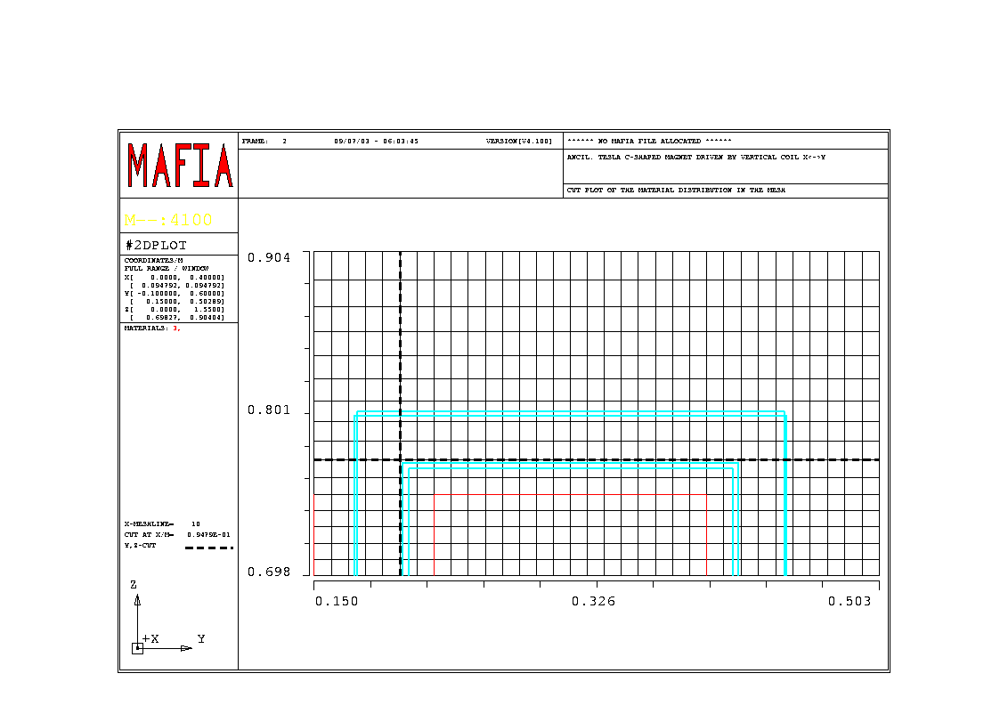 MAFIA
FRAME: 2 09/07/03 - 06:03:45 VERSION[V4.100] ****** NO MAFIA FILE ALLOCATED ******
ANCIL. TESLA C-SHAPED MAGNET DRIVEN BY VERTICAL COIL X<->Y
CUT PLOT OF THE MATERIAL DISTRIBUTION IN THE MESH
M--:4100
#2DPLOT
COORDINATES/M
FULL RANGE / WINDOW
X[ 0.0000, 0.40000]
[ 0.094792, 0.094792]
Y[ -0.100000, 0.60000]
[ 0.15000, 0.50289]
Z[ 0.0000, 1.5500]
[ 0.69827, 0.90404]
MATERIALS: 3,
X-MESHLINE= 10
CUT AT X/M= 0.9479E-01
Y,Z-CUT
Z
+X Y
0.904
0.801
0.698
0.150 0.326 0.503